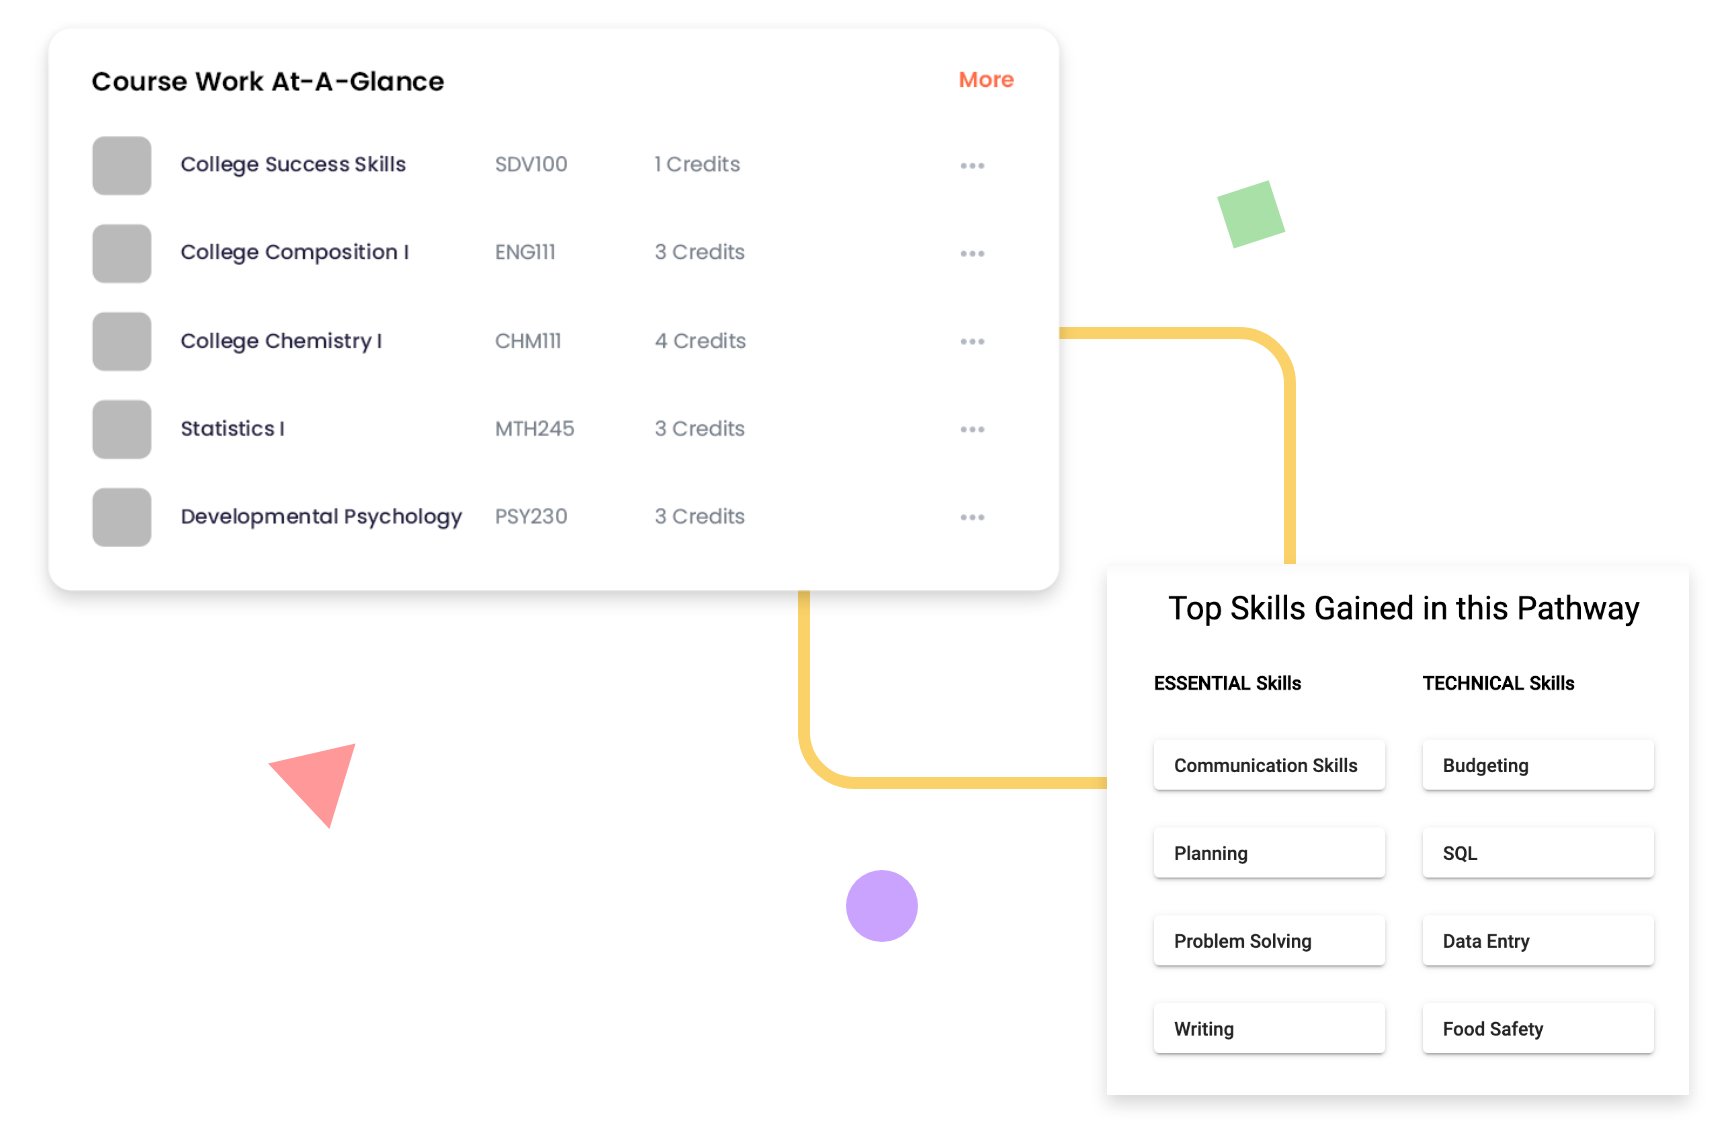 Course Work At-A-Glance More
College Success Skills SDV100 1 Credits
College Composition I ENG111 3 Credits
College Chemistry I CHM111 4 Credits
Statistics I MTH245 3 Credits
Developmental Psychology PSY230 3 Credits
Top Skills Gained in this Pathway
ESSENTIAL Skills TECHNICAL Skills
Communication Skills Budgeting
Planning SQL
Problem Solving Data Entry
Writing Food Safety